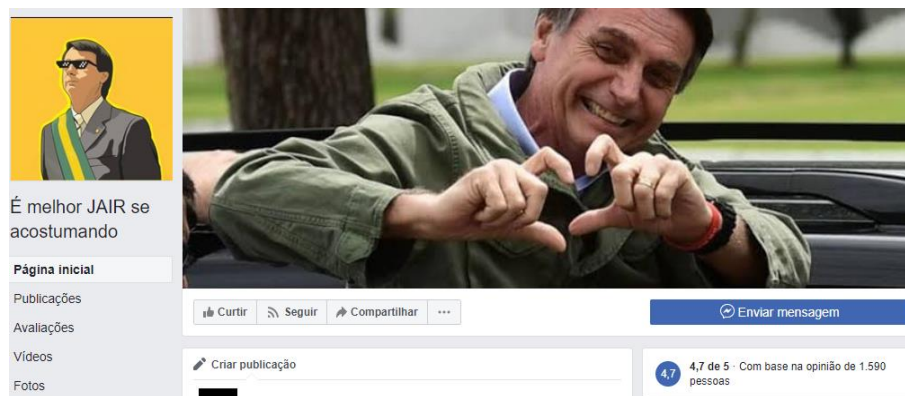 É melhor JAIR se
acostumando
Página inicial
Publicações
Avaliações
Vídeos
Fotos
Curtir
Seguir
Compartilhar
...
Enviar mensagem
Criar publicação
4,7
4,7 de 5 · Com base na opinião de 1.590
pessoas